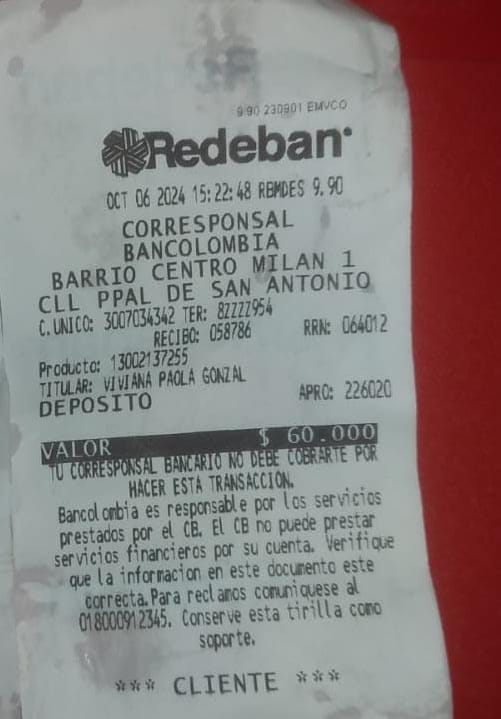 9.90 230901 EMVCO
Redeban
OCT 06 2024 15:22:48 RBMDES 9.90
CORRESPONSAL
BANCOLOMBIA
BARRIO CENTRO MILAN 1
CLL PPAL DE SAN ANTONIO
C. UNICO: 3007034342 TER: 8ZZZZ954
RECIBO: 058786 RRN: 064012
Producto: 13002137255
TITULAR: VIVIANA PAOLA GONZAL
DEPOSITO APRO: 226020
VALOR $ 60.000
TU CORRESPONSAL BANCARIO NO DEBE COBRARTE POR
HACER ESTA TRANSACCION.
Bancolombia es responsable por los servicios
prestados por el CB. El CB no puede prestar
servicios financieros por su cuenta. Verifique
que la informacion en este documento este
correcta. Para reclamos comuniquese al
018000912345. Conserve esta tirilla como
soporte.
*** CLIENTE ***